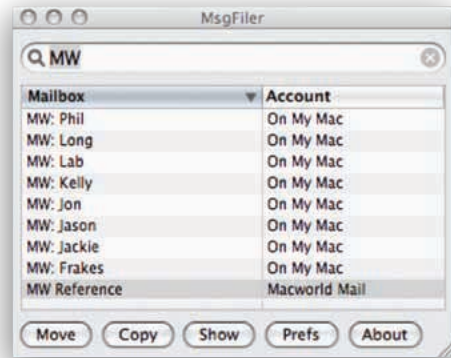 MsgFiler
MW
Mailbox Account
MW: Phil On My Mac
MW: Long On My Mac
MW: Lab On My Mac
MW: Kelly On My Mac
MW: Jon On My Mac
MW: Jason On My Mac
MW: Jackie On My Mac
MW: Frakes On My Mac
MW Reference Macworld Mail
Move Copy Show Prefs About